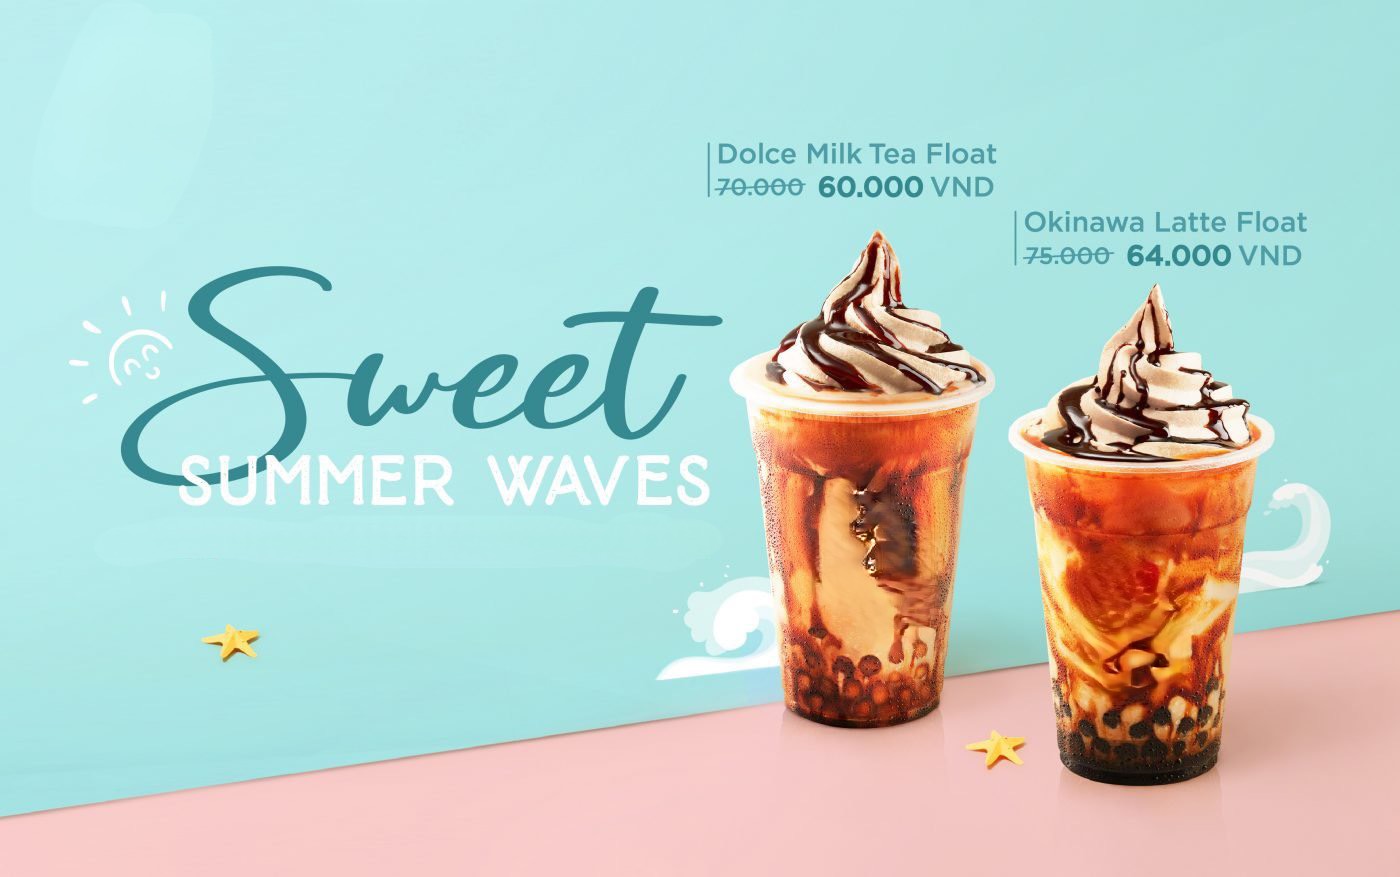 Dolce Milk Tea Float
70.000 60.000 VND
Okinawa Latte Float
75.000 64.000 VND
Sweet
SUMMER WAVES